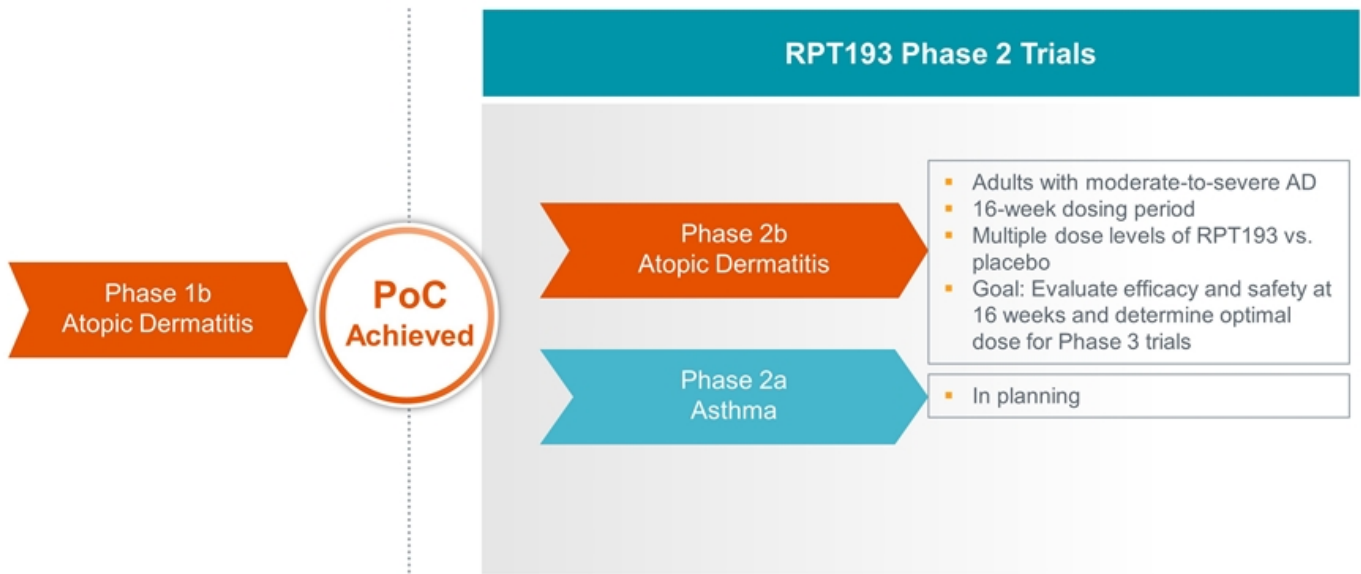 RPT193 Phase 2 Trials
Phase 1b
Atopic Dermatitis
PoC
Achieved
Phase 2b
Atopic Dermatitis
▪ Adults with moderate-to-severe AD
▪ 16-week dosing period
▪ Multiple dose levels of RPT193 vs.
placebo
▪ Goal: Evaluate efficacy and safety at
16 weeks and determine optimal
dose for Phase 3 trials
Phase 2a
Asthma
▪ In planning